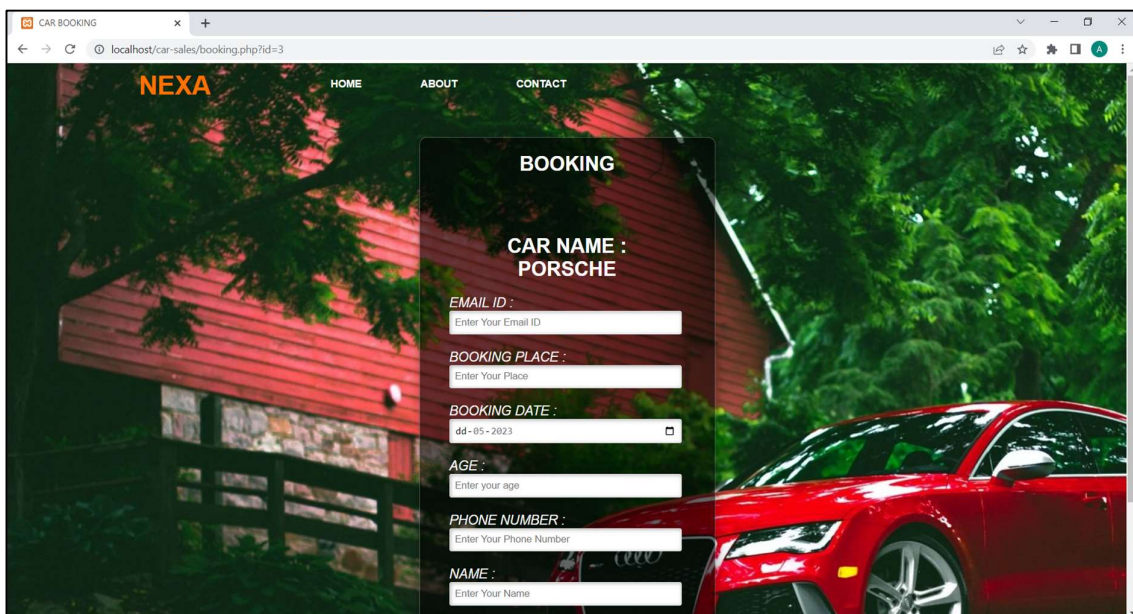 CAR BOOKING
localhost/car-sales/booking.php?id=3
A
NEXA HOME ABOUT CONTACT
BOOKING
CAR NAME :
PORSCHE
EMAIL ID :
Enter Your Email ID
BOOKING PLACE :
Enter Your Place
BOOKING DATE :
dd-05-2023
AGE :
Enter your age
PHONE NUMBER :
Enter Your Phone Number
NAME :
Enter Your Name